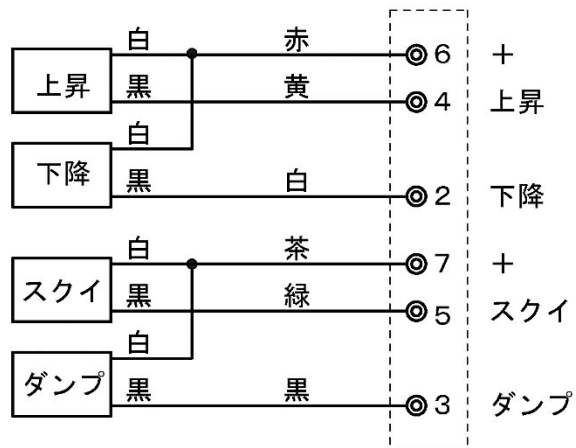 白 赤 6 +
上昇 黒 黄 4 上昇
白
下降 黒 白 2 下降
白 茶 7 +
スクイ 黒 緑 5 スクイ
白
ダンプ 黒 黒 3 ダンプ